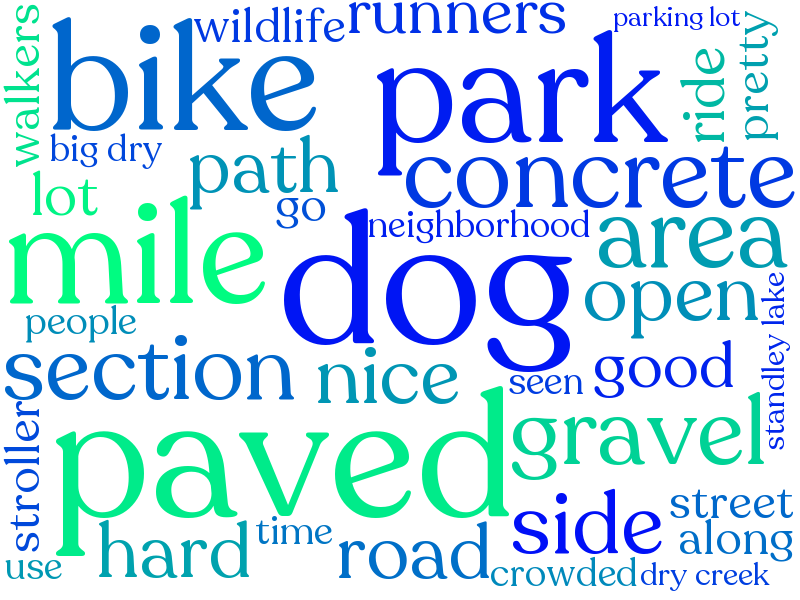 walkers
bike
wildlife
runners
parking lot
park
ride
pretty
big dry
path
concrete
lot
go
neighborhood
area
mile
dog
open
people
standley lake
section
nice
seen
good
stroller
paved
gravel
side
street
along
use
hard
time
road
crowded
dry creek